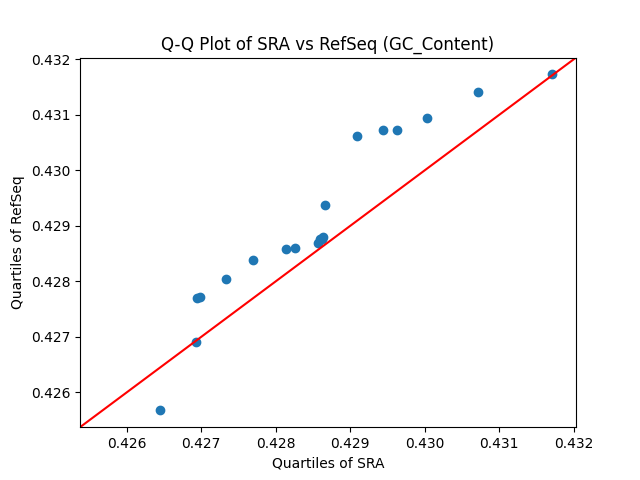 Q-Q Plot of SRA vs RefSeq (GC_Content)
0.432
0.431
0.430
0.429
0.428
0.427
0.426
Quartiles of RefSeq
0.426 0.427 0.428 0.429 0.430 0.431 0.432
Quartiles of SRA